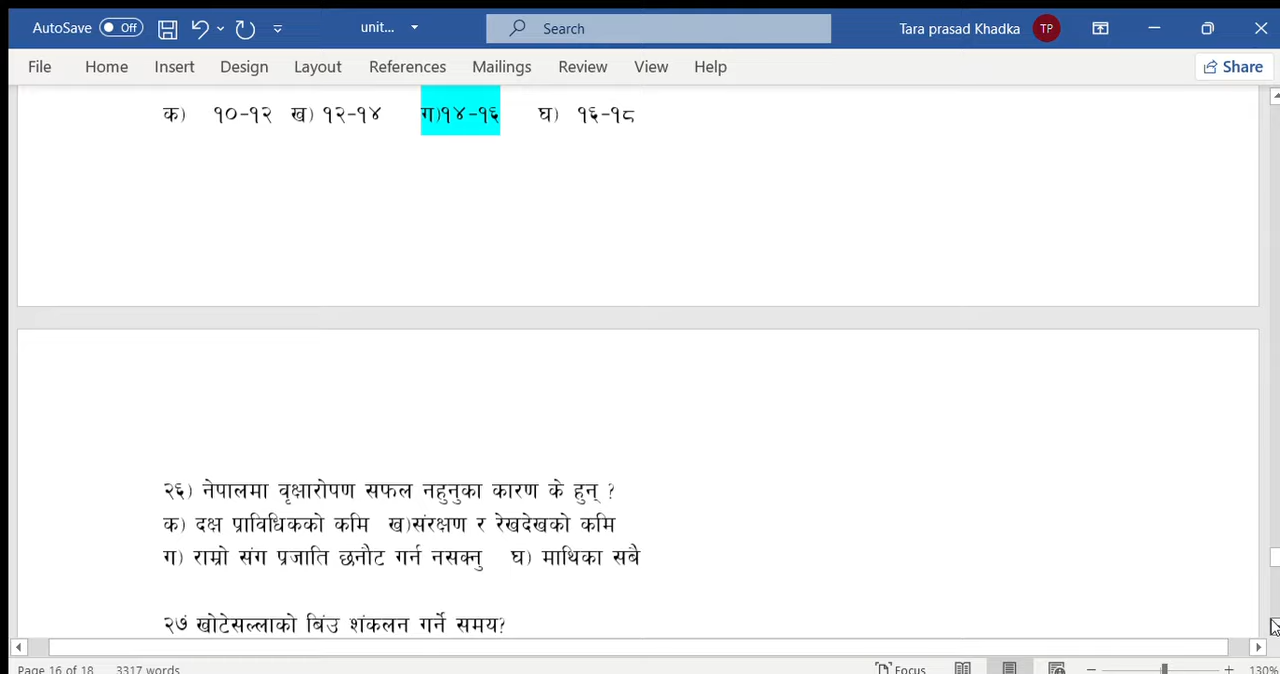 AutoSave Off unit... Search Tara prasad Khadka TP
File Home Insert Design Layout References Mailings Review View Help Share
क) १०-१२ ख) १२-१४ ग)१४-१६ घ) १६-१८
२६) नेपालमा वृक्षारोपण सफल नहुनुका कारण के हुन् ?
क) दक्ष प्राविधिकको कमि ख)संरक्षण र रेखदेखको कमि
ग) राम्रो संग प्रजाति छनौट गर्न नसक्नु घ) माथिका सबै
२७ं खोटेसल्लाको बिंउ शंकलन गर्ने समय?
Page 16 of 18 3317 words Focus 130%